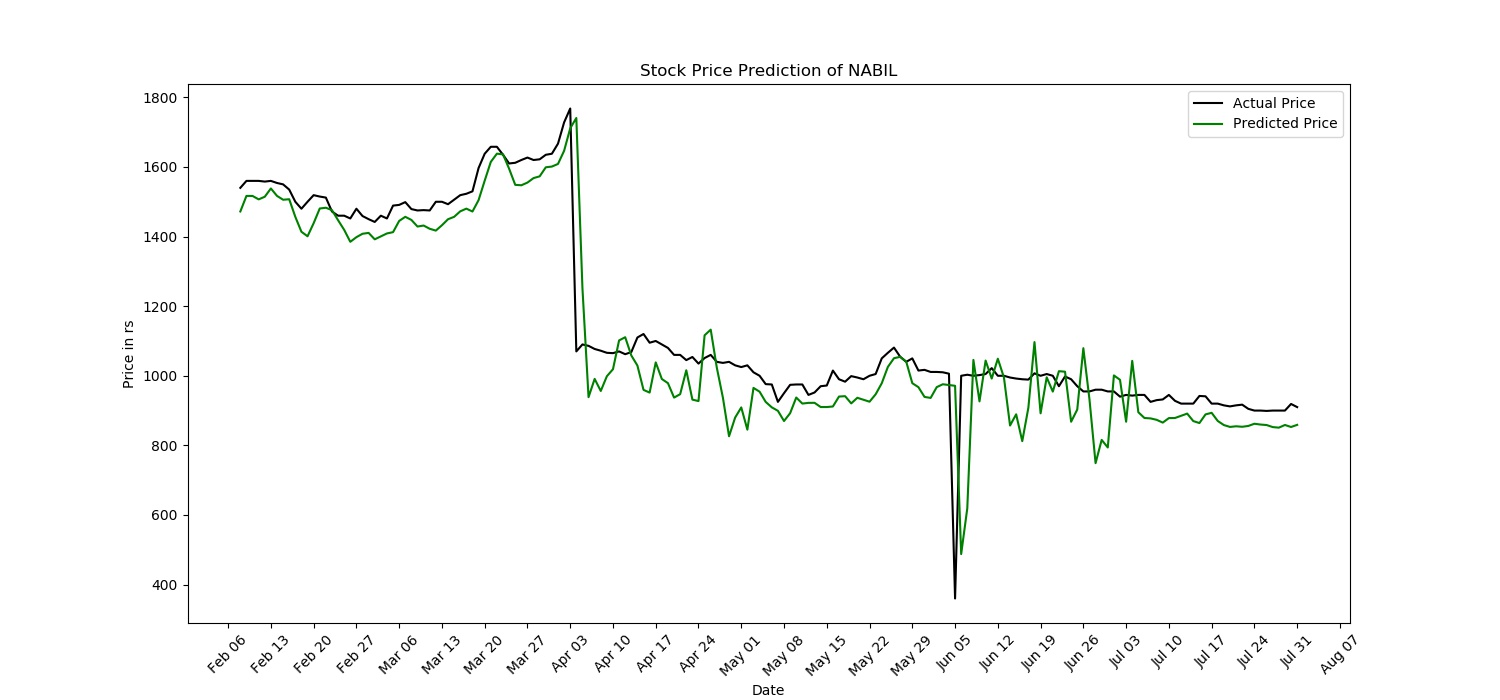 Stock Price Prediction of NABIL
Actual Price
Predicted Price
Price in rs
1800
1600
1400
1200
1000
800
600
400
Feb 06
Feb 13
Feb 20
Feb 27
Mar 06
Mar 13
Mar 20
Mar 27
Apr 03
Apr 10
Apr 17
Apr 24
May 01
May 08
May 15
May 22
May 29
Jun 05
Jun 12
Jun 19
Jun 26
Jul 03
Jul 10
Jul 17
Jul 24
Jul 31
Aug 07
Date